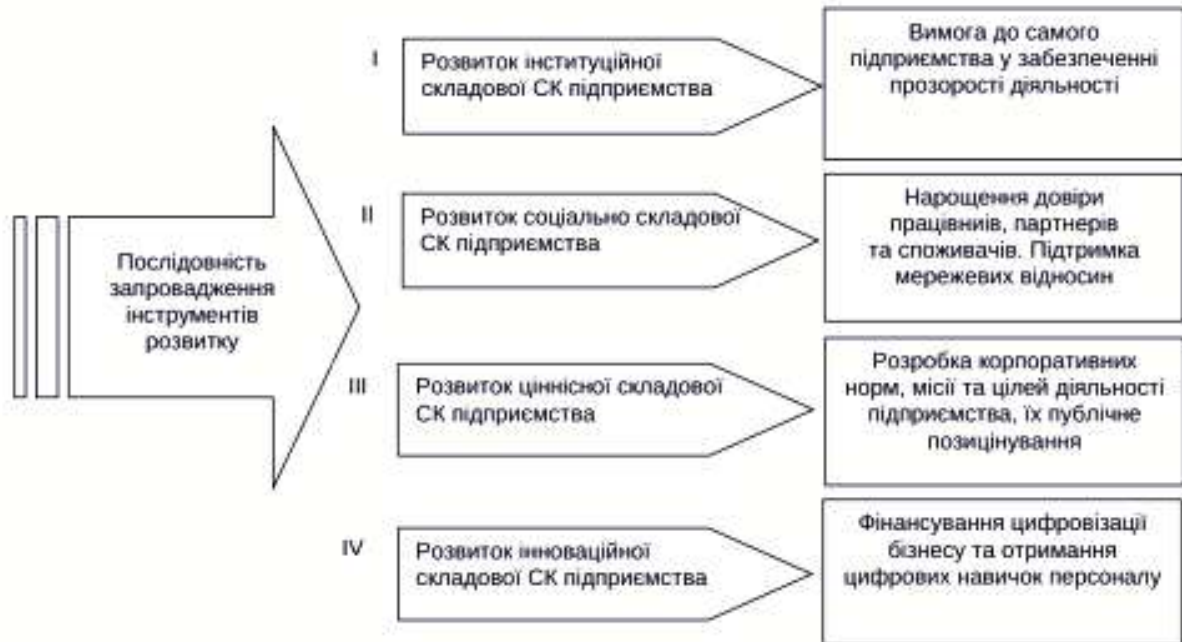 Послідовність
запровадження
інструментів
розвитку
I
Розвиток інституційної
складової СК підприємства
Вимога до самого
підприємства у забезпеченні
прозорості діяльності
II
Розвиток соціально складової
СК підприємства
Нарощення довіри
працівниів, партнерів
та споживачів. Підтримка
мережевих відносин
III
Розвиток ціннісної складової
СК підприємства
Розробка корпоративних
норм, місії та цілей діяльності
підприємства, їх публічне
позицінування
IV
Розвиток інноваційної
складової СК підприємства
Фінансування цифровізації
бізнесу та отримання
цифрових навичок персоналу